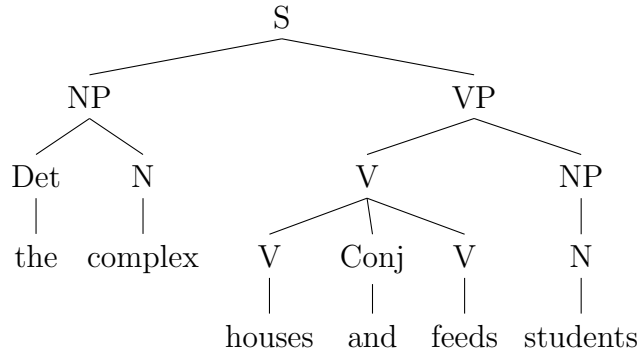 S
NP VP
Det N V NP
the complex V Conj V N
houses and feeds students